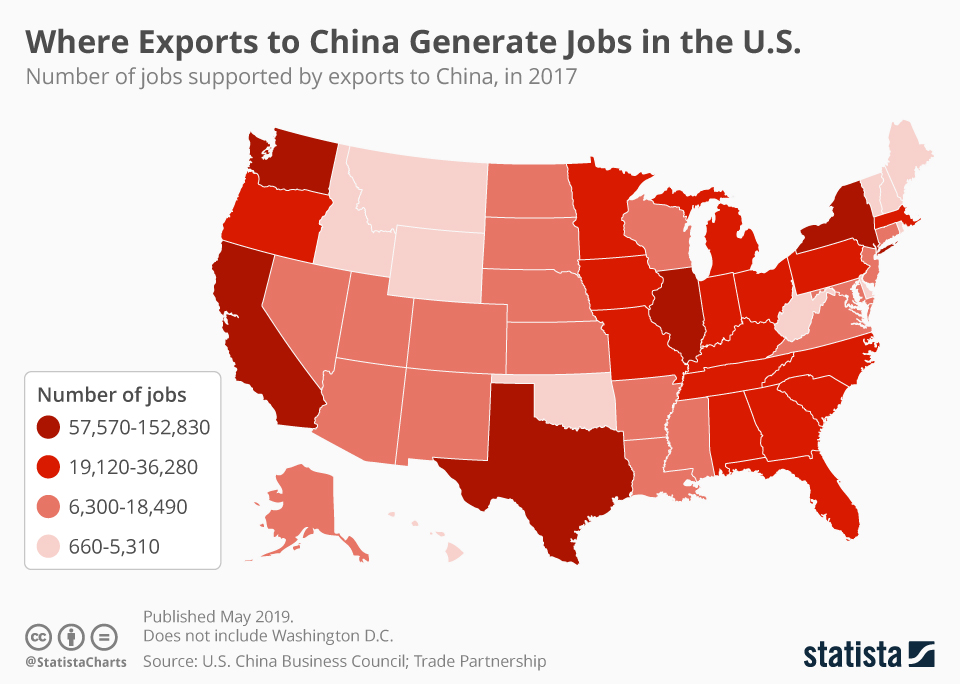 Where Exports to China Generate Jobs in the U.S.
Number of jobs supported by exports to China, in 2017
Number of jobs
57,570-152,830
19,120-36,280
6,300-18,490
660-5,310
Published May 2019.
Does not include Washington D.C.
cc
@StatistaCharts
Source: U.S. China Business Council; Trade Partnership
statista